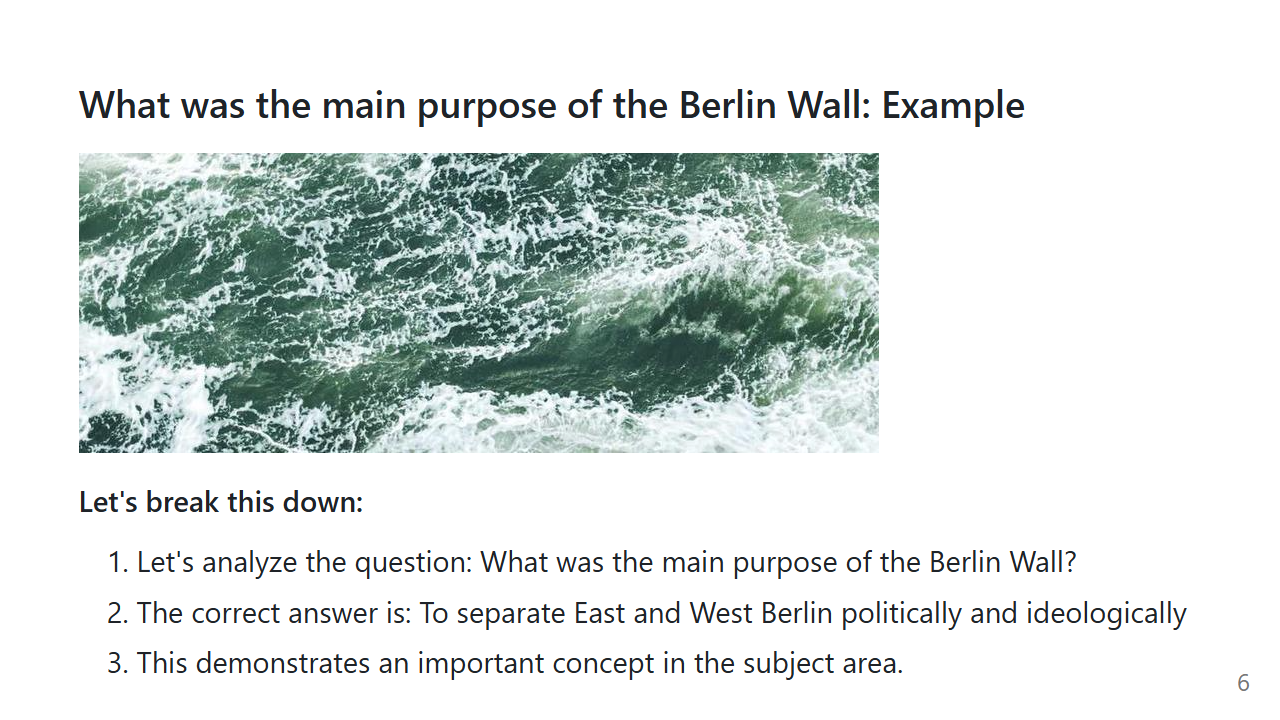 What was the main purpose of the Berlin Wall: Example
Let's break this down:
1. Let's analyze the question: What was the main purpose of the Berlin Wall?
2. The correct answer is: To separate East and West Berlin politically and ideologically
3. This demonstrates an important concept in the subject area.
6